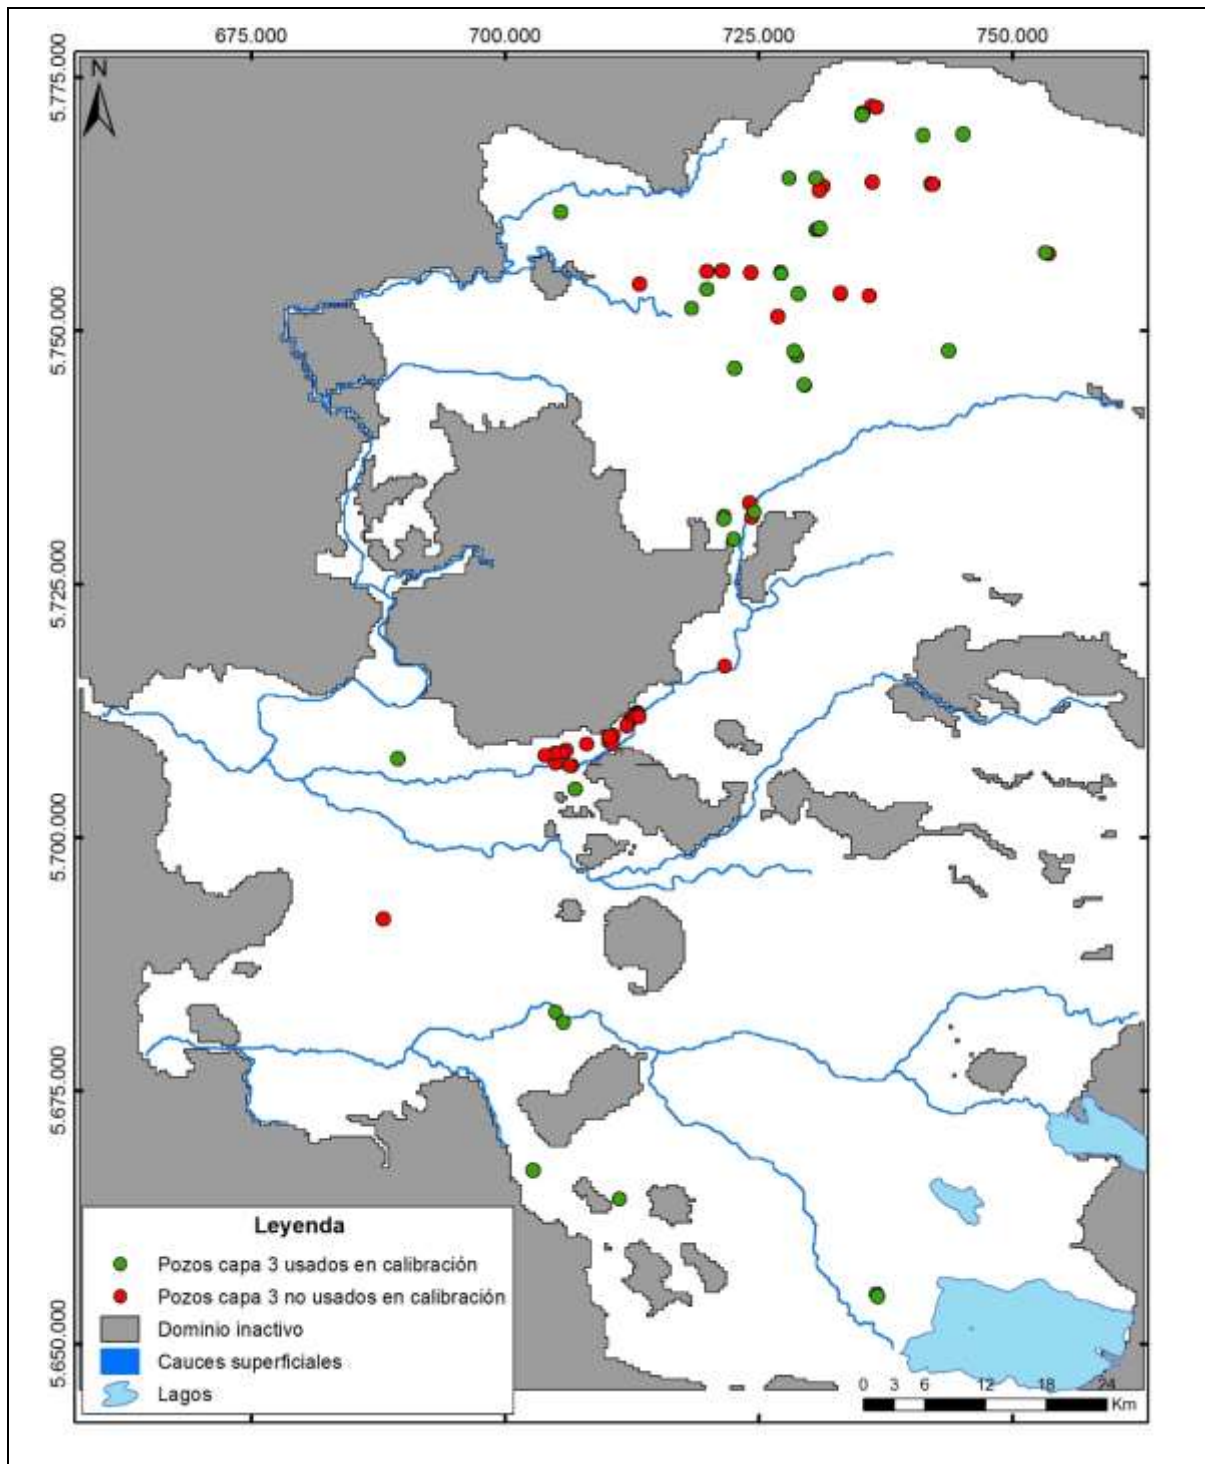 675.000 700.000 725.000 750.000
N
5.775.000
5.750.000
5.725.000
5.700.000
5.675.000
5.650.000
Leyenda
Pozos capa 3 usados en calibración
Pozos capa 3 no usados en calibración
Dominio inactivo
Cauces superficiales
Lagos
0 3 6 12 18 24
Km